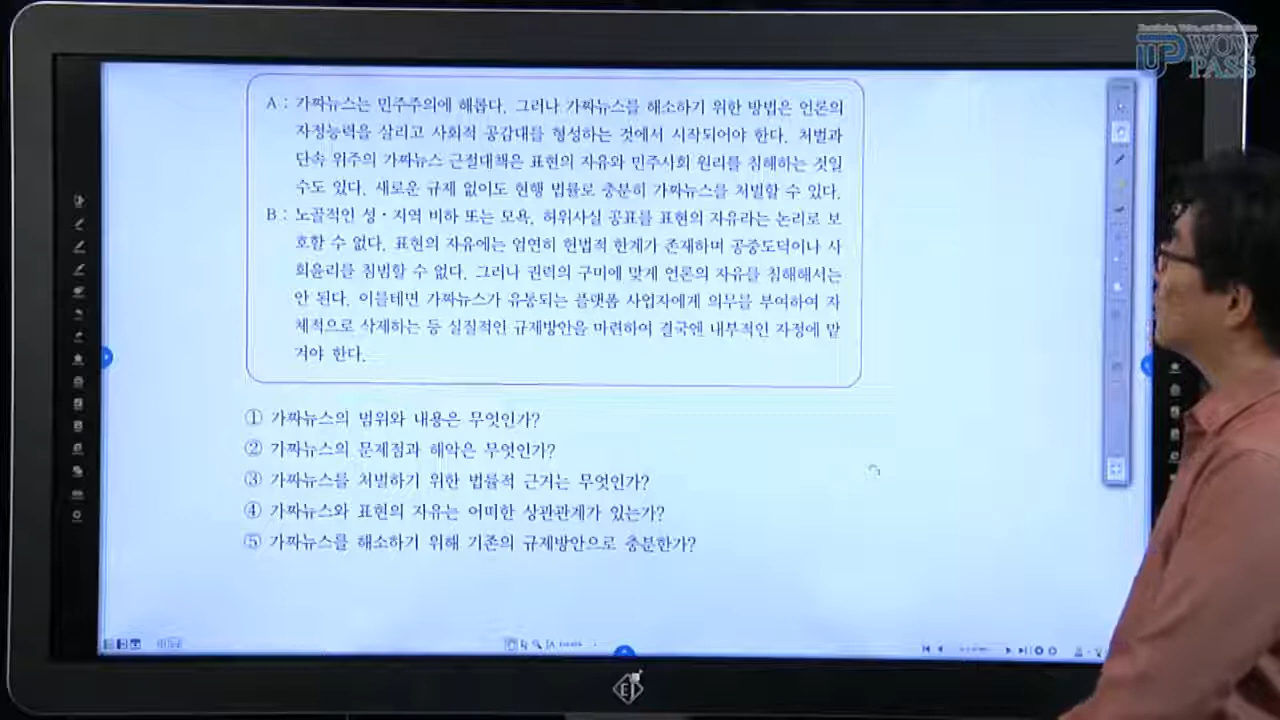 UP WOW PASS
A : 가짜뉴스는 민주주의에 해롭다. 그러나 가짜뉴스를 해소하기 위한 방법은 언론의
자정능력을 살리고 사회적 공감대를 형성하는 것에서 시작되어야 한다. 처벌과
단속 위주의 가짜뉴스 근절대책은 표현의 자유와 민주사회 원리를 침해하는 것일
수도 있다. 새로운 규제 없이도 현행 법률로 충분히 가짜뉴스를 처벌할 수 있다.
B : 노골적인 성·지역 비하 또는 모욕, 허위사실 공표를 표현의 자유라는 논리로 보
호할 수 없다. 표현의 자유에는 엄연히 헌법적 한계가 존재하며 공중도덕이나 사
회윤리를 침범할 수 없다. 그러나 권력의 구미에 맞게 언론의 자유를 침해해서는
안 된다. 이를테면 가짜뉴스가 유통되는 플랫폼 사업자에게 의무를 부여하여 자
체적으로 삭제하는 등 실질적인 규제방안을 마련하여 결국엔 내부적인 자정에 맡
겨야 한다.
① 가짜뉴스의 범위와 내용은 무엇인가?
② 가짜뉴스의 문제점과 해악은 무엇인가?
③ 가짜뉴스를 처벌하기 위한 법률적 근거는 무엇인가?
④ 가짜뉴스와 표현의 자유는 어떠한 상관관계가 있는가?
⑤ 가짜뉴스를 해소하기 위해 기존의 규제방안으로 충분한가?